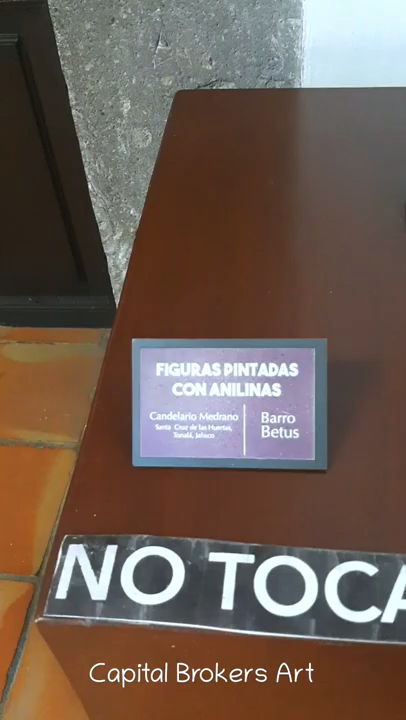 FIGURAS PINTADAS
CON ANILINAS
Candelario Medrano
Santa Cruz de las Huertas,
Tonalá, Jalisco
Barro
Betus
NO TOCA
Capital Brokers Art